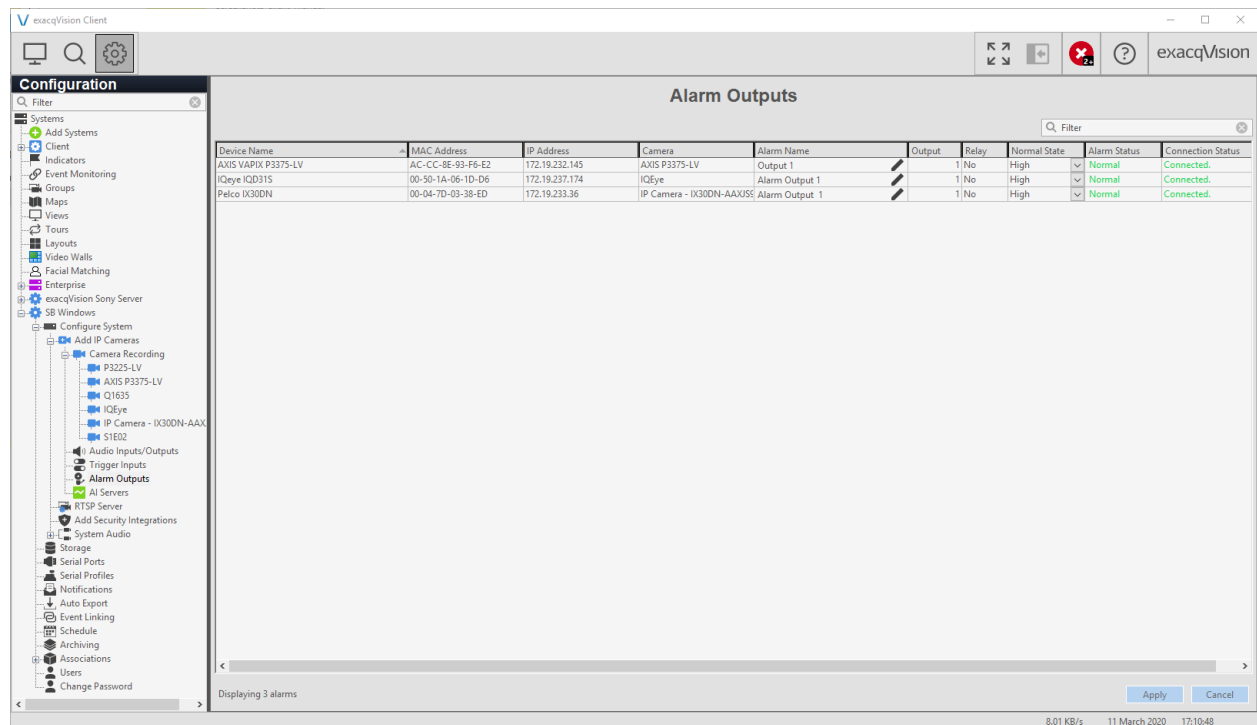 exacqVision Client
2+
?
exacqVision
Configuration
Filter
Systems
Add Systems
Client
Indicators
Event Monitoring
Groups
Maps
Views
Tours
Layouts
Video Walls
Facial Matching
Enterprise
exacqVision Sony Server
SB Windows
Configure System
Add IP Cameras
Camera Recording
P3225-LV
AXIS P3375-LV
Q1635
IQEye
IP Camera - IX30DN-AAX
S1E02
Audio Inputs/Outputs
Trigger Inputs
Alarm Outputs
AI Servers
RTSP Server
Add Security Integrations
System Audio
Storage
Serial Ports
Serial Profiles
Notifications
Auto Export
Event Linking
Schedule
Archiving
Associations
Users
Change Password
Alarm Outputs
Filter
Device Name MAC Address IP Address Camera Alarm Name Output Relay Normal State Alarm Status Connection Status
AXIS VAPIX P3375-LV AC-CC-8E-93-F6-E2 172.19.232.145 AXIS P3375-LV Output 1 1 No High Normal Connected.
IQeye IQD31S 00-50-1A-06-1D-D6 172.19.237.174 IQEye Alarm Output 1 1 No High Normal Connected.
Pelco IX30DN 00-04-7D-03-38-ED 172.19.233.36 IP Camera - IX30DN-AAXJS9 Alarm Output 1 1 No High Normal Connected.
Displaying 3 alarms
Apply Cancel
8.01 KB/s 11 March 2020 17:10:48